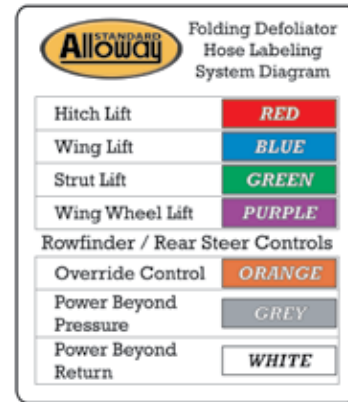 STANDARD
Alloway
Folding Defoliator
Hose Labeling
System Diagram
Hitch Lift RED
Wing Lift BLUE
Strut Lift GREEN
Wing Wheel Lift PURPLE
Rowfinder / Rear Steer Controls
Override Control ORANGE
Power Beyond
Pressure GREY
Power Beyond
Return WHITE